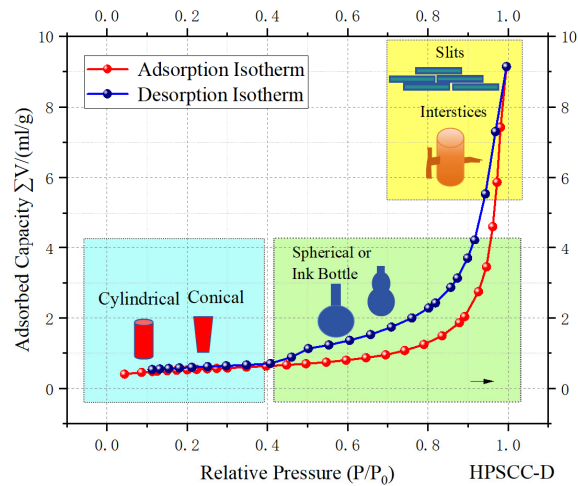 0.0 0.2 0.4 0.6 0.8 1.0
10
8
6
4
2
0
10
8
6
4
2
0
Adsorbed Capacity ∑V/(ml/g)
Adsorption Isotherm
Desorption Isotherm
Slits
Interstices
Spherical or
Ink Bottle
Cylindrical
Conical
0.0 0.2 0.4 0.6 0.8 1.0
Relative Pressure (P/P₀)
HPSCC-D